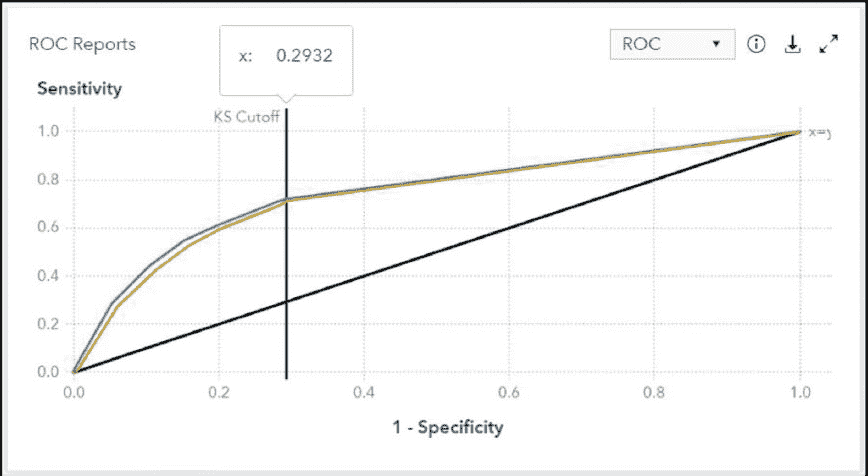 ROC Reports
ROC
x: 0.2932
Sensitivity
KS Cutoff
1.0
0.8
0.6
0.4
0.2
0.0
0.0 0.2 0.4 0.6 0.8 1.0
1 - Specificity